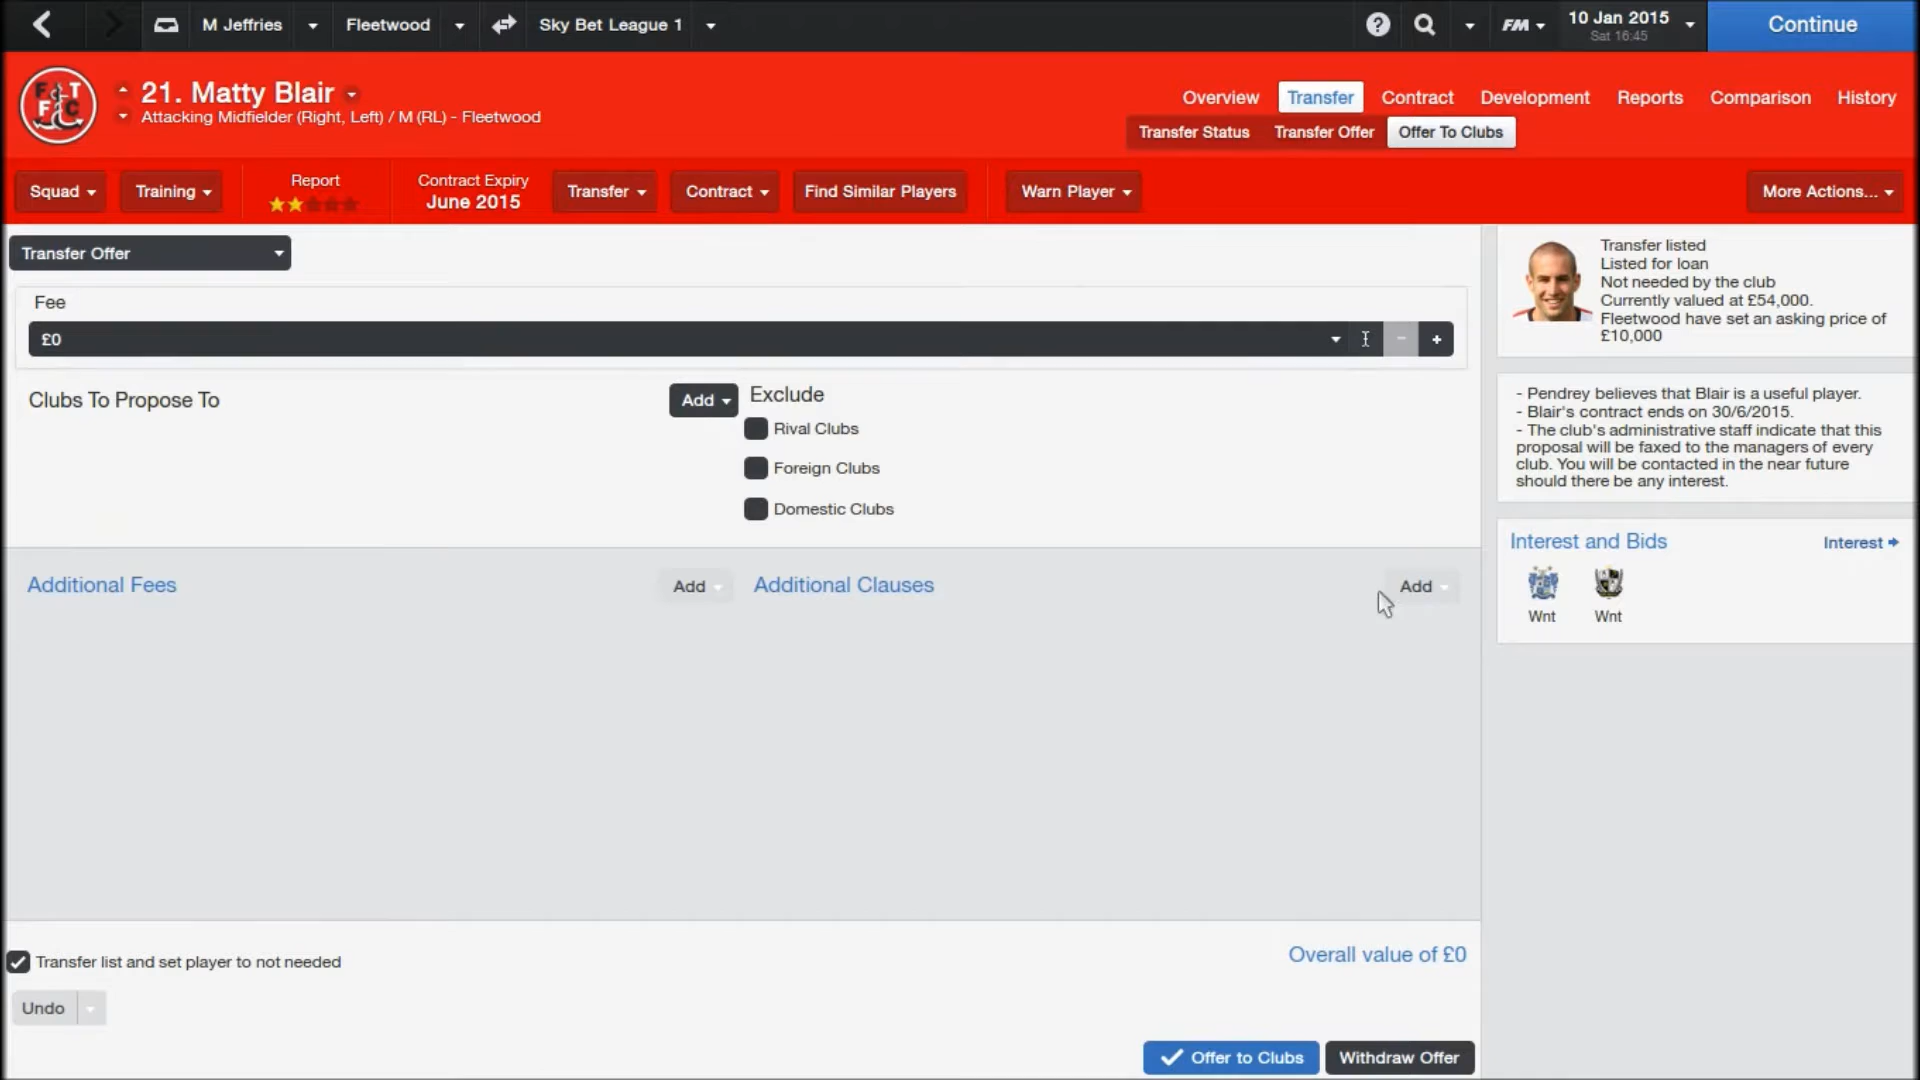 M Jeffries
Fleetwood
Sky Bet League 1
?
FM
10 Jan 2015
Sat 16:45
Continue
FT
FC
21. Matty Blair
Attacking Midfielder (Right, Left) / M (RL) - Fleetwood
Overview
Transfer
Contract
Development
Reports
Comparison
History
Transfer Status
Transfer Offer
Offer To Clubs
Squad
Training
Report
Contract Expiry
June 2015
Transfer
Contract
Find Similar Players
Warn Player
More Actions...
Transfer Offer
Fee
£0
Clubs To Propose To
Add
Exclude
Rival Clubs
Foreign Clubs
Domestic Clubs
Additional Fees
Add
Additional Clauses
Add
Transfer list and set player to not needed
Overall value of £0
Undo
Offer to Clubs
Withdraw Offer
Transfer listed
Listed for loan
Not needed by the club
Currently valued at £54,000.
Fleetwood have set an asking price of
£10,000
- Pendrey believes that Blair is a useful player.
- Blair's contract ends on 30/6/2015.
- The club's administrative staff indicate that this
proposal will be faxed to the managers of every
club. You will be contacted in the near future
should there be any interest.
Interest and Bids
Interest
Wnt
Wnt